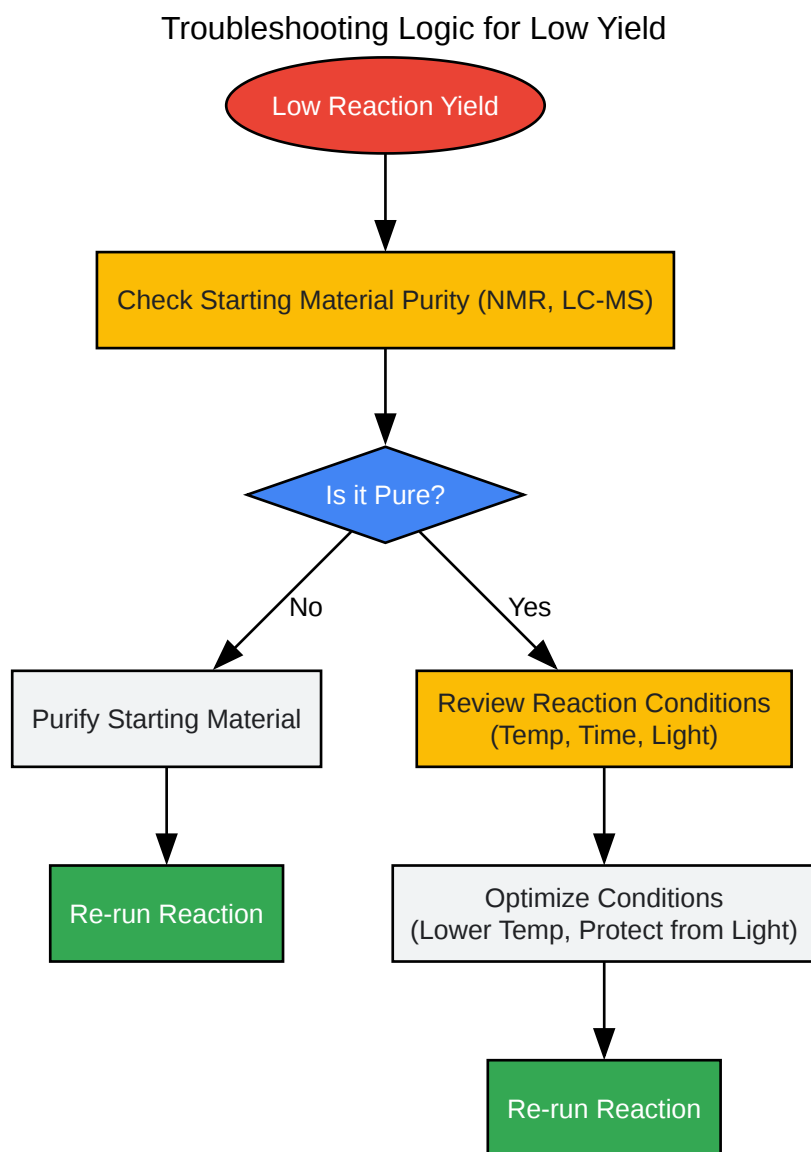 Troubleshooting Logic for Low Yield
Low Reaction Yield
Check Starting Material Purity (NMR, LC-MS)
Is it Pure?
No
Yes
Purify Starting Material
Review Reaction Conditions
(Temp, Time, Light)
Re-run Reaction
Optimize Conditions
(Lower Temp, Protect from Light)
Re-run Reaction